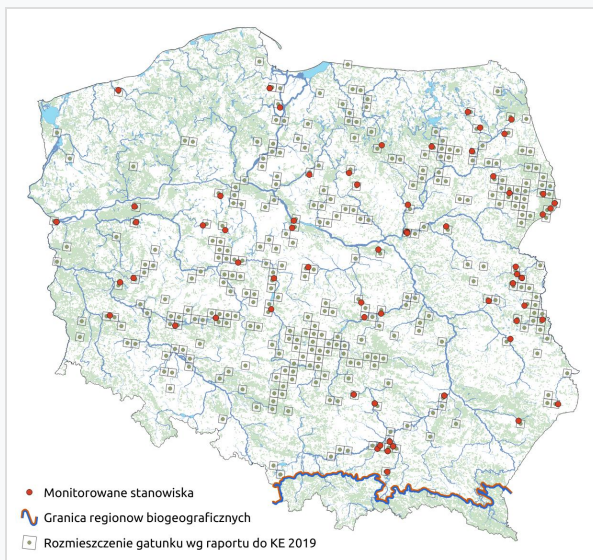 Monitorowane stanowiska
Granica regionow biogeograficznych
Rozmieszczenie gatunku wg raportu do KE 2019